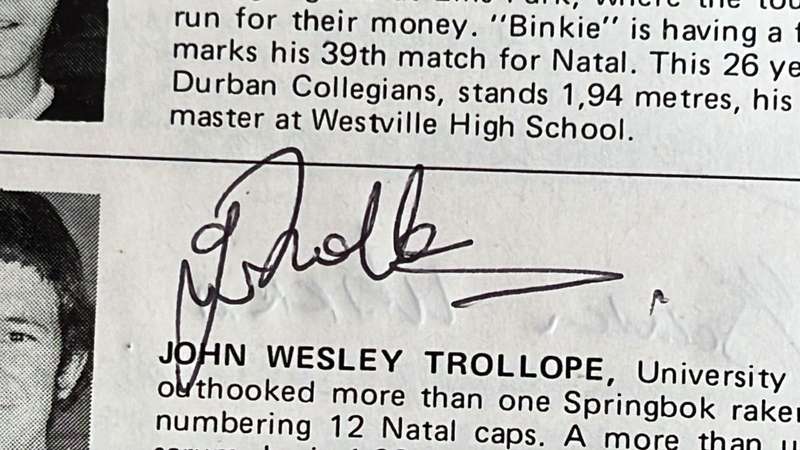 run for their money. "Binkie" is having a
marks his 39th match for Natal. This 26
Durban Collegians, stands 1,94 metres, his
master at Westville High School.
JOHN WESLEY TROLLOPE, University
outhooked more than one Springbok
numbering 12 Natal caps. A more than